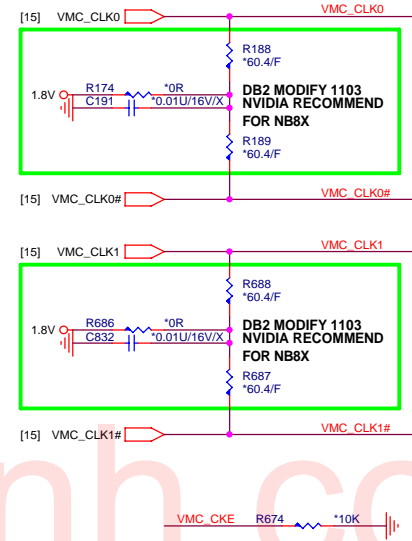 [15] VMC_CLK0 VMC_CLK0
R188
*60.4/F
1.8V R174 *0R
C191 *0.01U/16V/X
DB2 MODIFY 1103
NVIDIA RECOMMEND
FOR NB8X
R189
*60.4/F
[15] VMC_CLK0# VMC_CLK0#
[15] VMC_CLK1 VMC_CLK1
R688
*60.4/F
1.8V R686 *0R
C832 *0.01U/16V/X
DB2 MODIFY 1103
NVIDIA RECOMMEND
FOR NB8X
R687
*60.4/F
[15] VMC_CLK1# VMC_CLK1#
nh.co
VMC_CKE R674 *10K